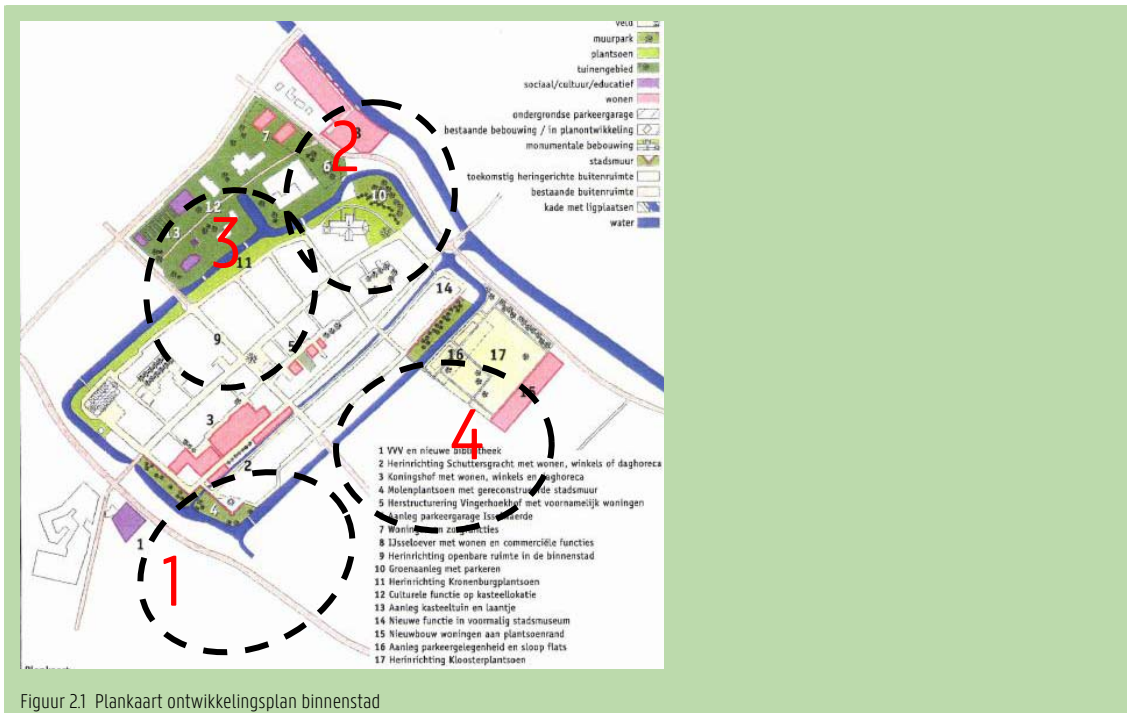 veld
muurpark
plantsoen
tuinengebied
sociaal/cultuur/educatief
wonen
ondergrondse parkeergarage
bestaande bebouwing / in planontwikkeling
monumentale bebouwing
stadsmuur
toekomstig heringerichte buitenruimte
bestaande buitenruimte
kade met ligplaatsen
water
2
8
7
6
10
12
13
3
11
14
9
5
16
17
15
3
4
2
4
1
1
1 VVV en nieuwe bibliotheek
2 Herinrichting Schuttersgracht met wonen, winkels of daghoreca
3 Koningshof met wonen, winkels en daghoreca
4 Molenplantsoen met gereconstrueerde stadsmuur
5 Herstructurering Vingerhoekhof met voornamelijk woningen
Aanleg parkeergarage Isselwaerde
7 Woningen en zorgfuncties
8 IJsseloever met wonen en commerciële functies
9 Herinrichting openbare ruimte in de binnenstad
10 Groenaanleg met parkeren
11 Herinrichting Kronenburgplantsoen
12 Culturele functie op kasteellokatie
13 Aanleg kasteeltuin en laantje
14 Nieuwe functie in voormalig stadsmuseum
15 Nieuwbouw woningen aan plantsoenrand
16 Aanleg parkeergelegenheid en sloop flats
17 Herinrichting Kloosterplantsoen
Figuur 2.1 Plankaart ontwikkelingsplan binnenstad